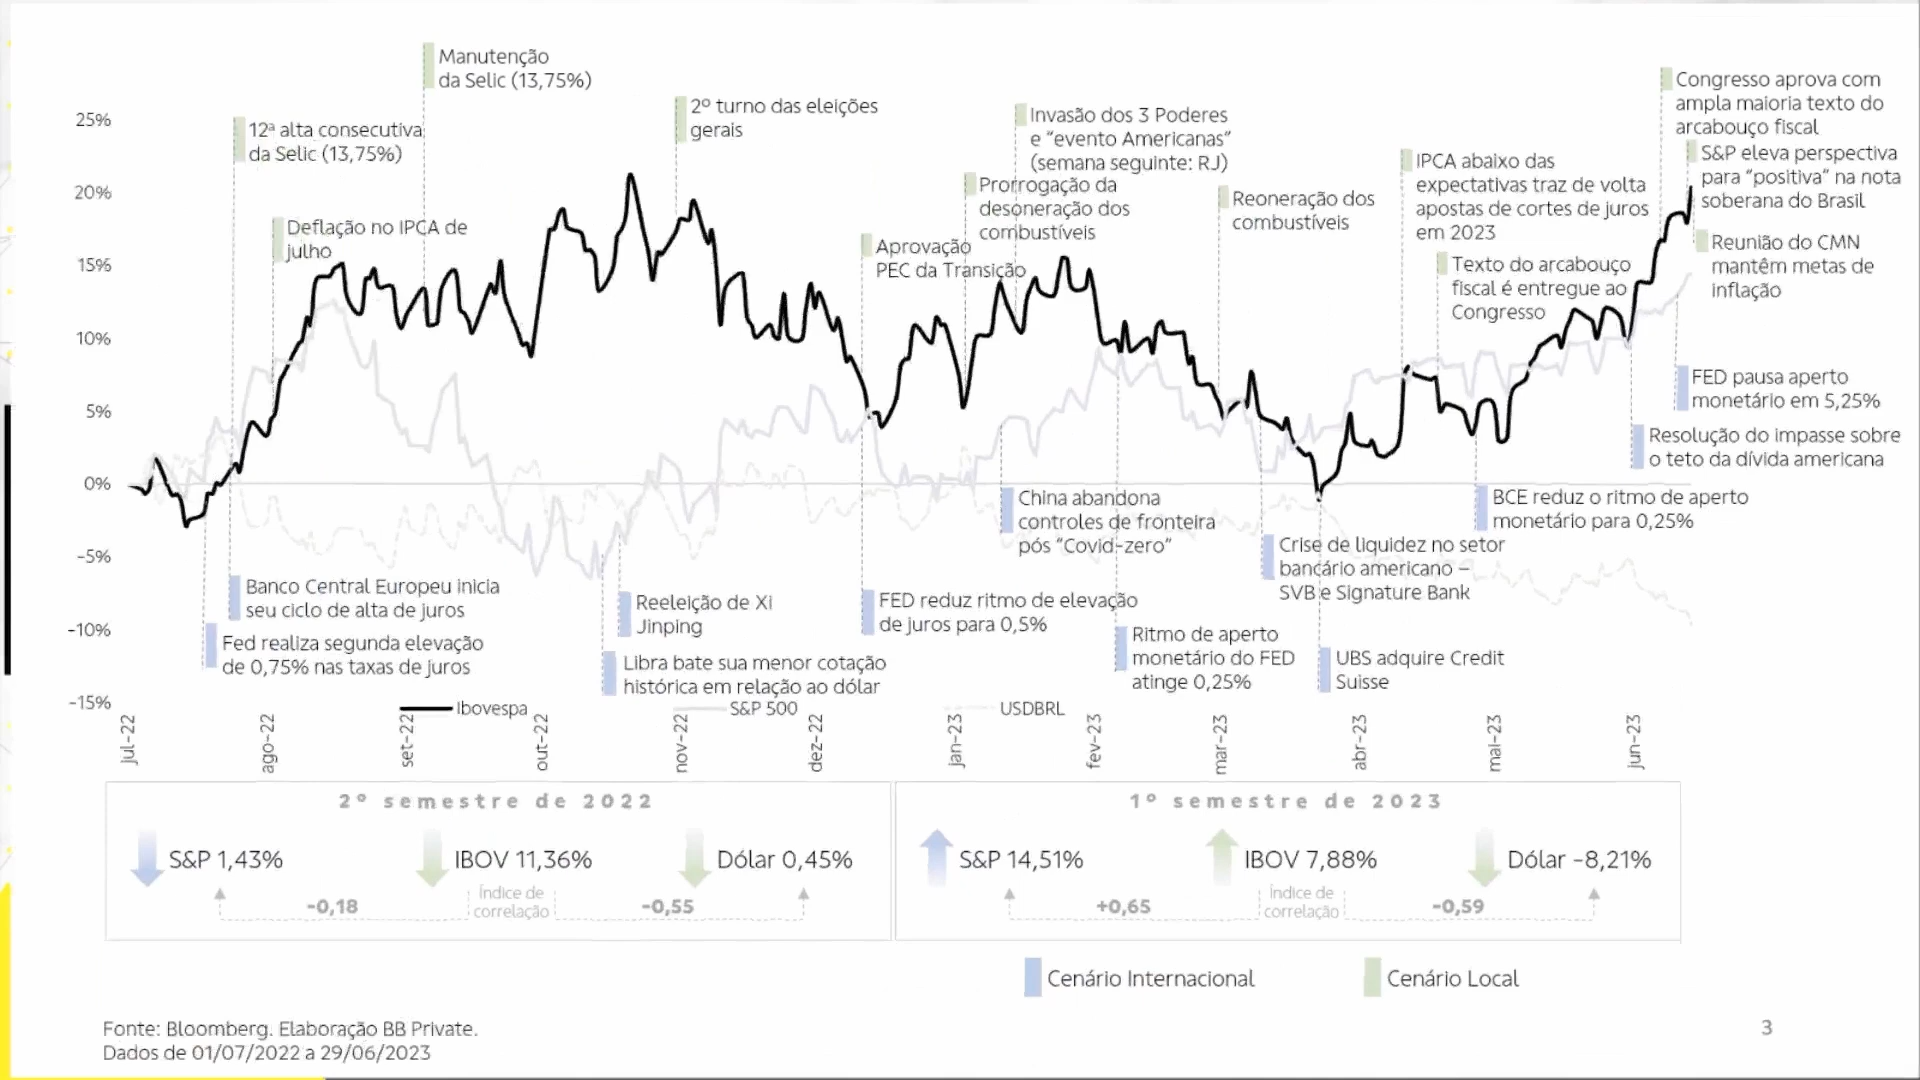 Manutenção
da Selic (13,75%)
12ª alta consecutiva
da Selic (13,75%)
Deflação no IPCA de
julho
2º turno das eleições
gerais
Invasão dos 3 Poderes
e “evento Americanas”
(semana seguinte: RJ)
Prorrogação da
desoneração dos
combustíveis
Aprovação
PEC da Transição
Reoneração dos
combustíveis
IPCA abaixo das
expectativas traz de volta
apostas de cortes de juros
em 2023
Texto do arcabouço
fiscal é entregue ao
Congresso
Congresso aprova com
ampla maioria texto do
arcabouço fiscal
S&P eleva perspectiva
para “positiva” na nota
soberana do Brasil
Reunião do CMN
mantêm metas de
inflação
FED pausa aperto
monetário em 5,25%
Resolução do impasse sobre
o teto da dívida americana
BCE reduz o ritmo de aperto
monetário para 0,25%
China abandona
controles de fronteira
pós “Covid-zero”
Crise de liquidez no setor
bancário americano –
SVB e Signature Bank
Banco Central Europeu inicia
seu ciclo de alta de juros
Fed realiza segunda elevação
de 0,75% nas taxas de juros
Reeleição de Xi
Jinping
Libra bate sua menor cotação
histórica em relação ao dólar
FED reduz ritmo de elevação
de juros para 0,5%
Ritmo de aperto
monetário do FED
atinge 0,25%
UBS adquire Credit
Suisse
25%
20%
15%
10%
5%
0%
-5%
-10%
-15%
Ibovespa
S&P 500
USDBRL
jul-22
ago-22
set-22
out-22
nov-22
dez-22
jan-23
fev-23
mar-23
abr-23
mai-23
jun-23
2º semestre de 2022
S&P 1,43%
IBOV 11,36%
Dólar 0,45%
-0,18
Índice de
correlação
-0,55
1º semestre de 2023
S&P 14,51%
IBOV 7,88%
Dólar -8,21%
+0,65
Índice de
correlação
-0,59
Cenário Internacional
Cenário Local
Fonte: Bloomberg. Elaboração BB Private.
Dados de 01/07/2022 a 29/06/2023
3